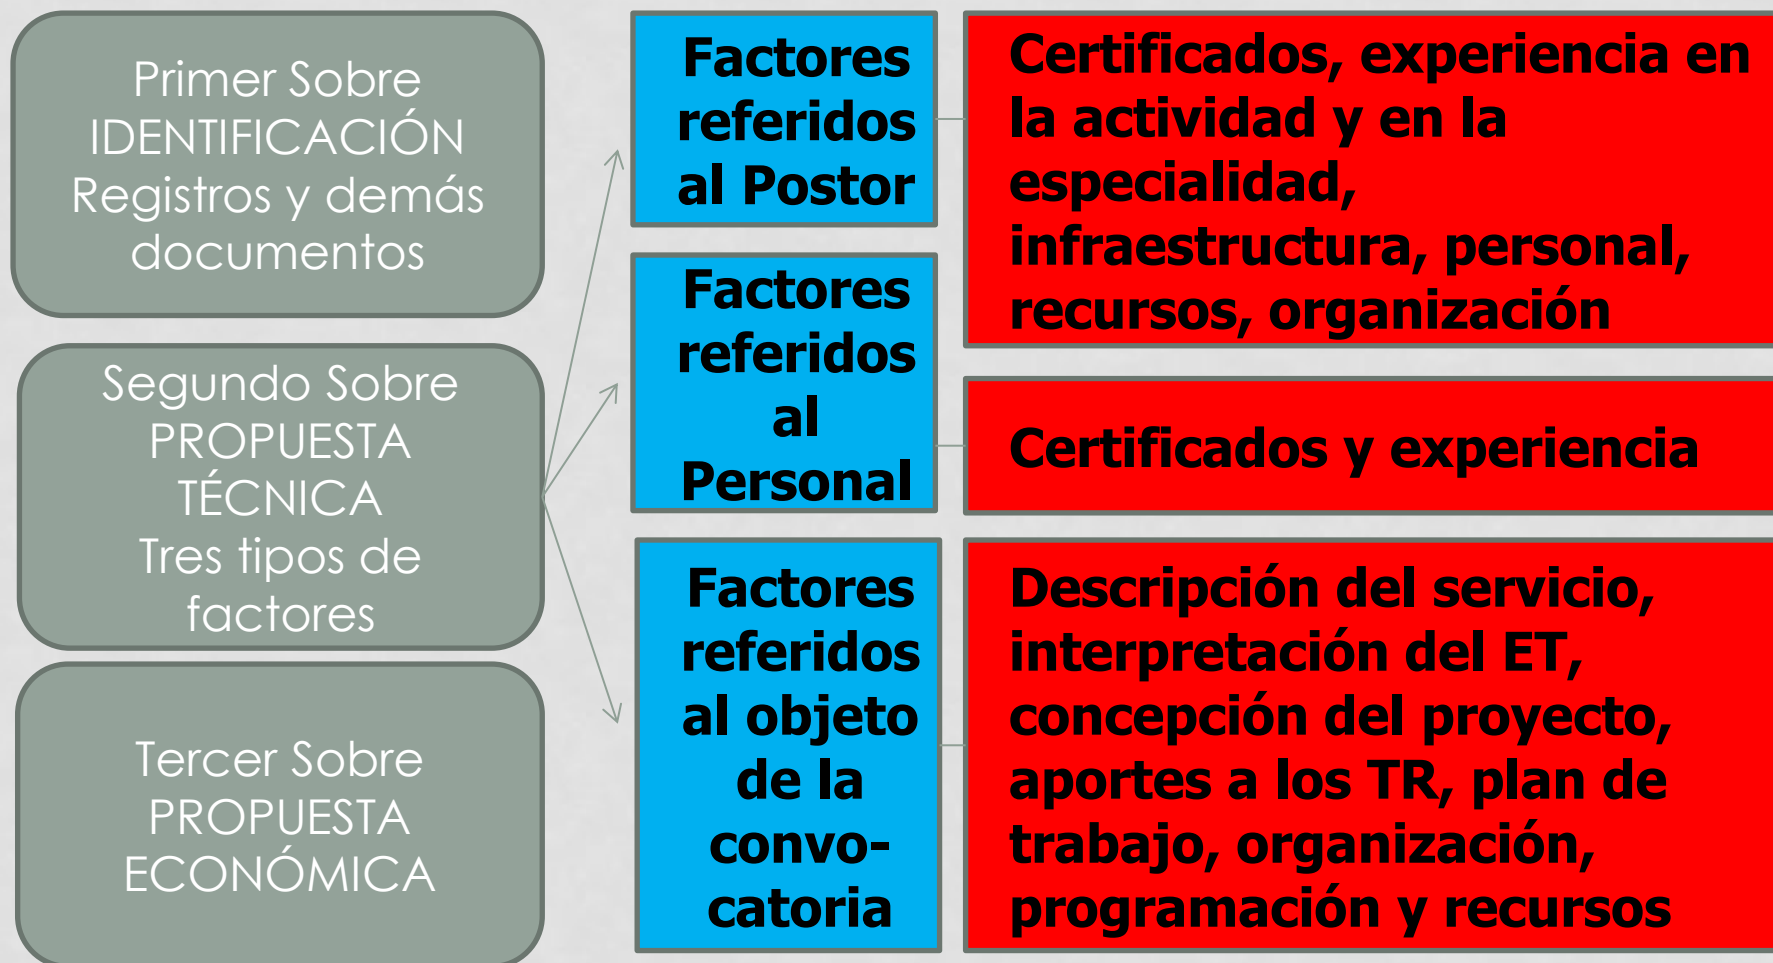 Primer Sobre
IDENTIFICACIÓN
Registros y demás
documentos
Segundo Sobre
PROPUESTA
TÉCNICA
Tres tipos de
factores
Tercer Sobre
PROPUESTA
ECONÓMICA
Factores
referidos
al Postor
Certificados, experiencia en
la actividad y en la
especialidad,
infraestructura, personal,
recursos, organización
Factores
referidos
al
Personal
Certificados y experiencia
Factores
referidos
al objeto
de la
convo-
catoria
Descripción del servicio,
interpretación del ET,
concepción del proyecto,
aportes a los TR, plan de
trabajo, organización,
programación y recursos